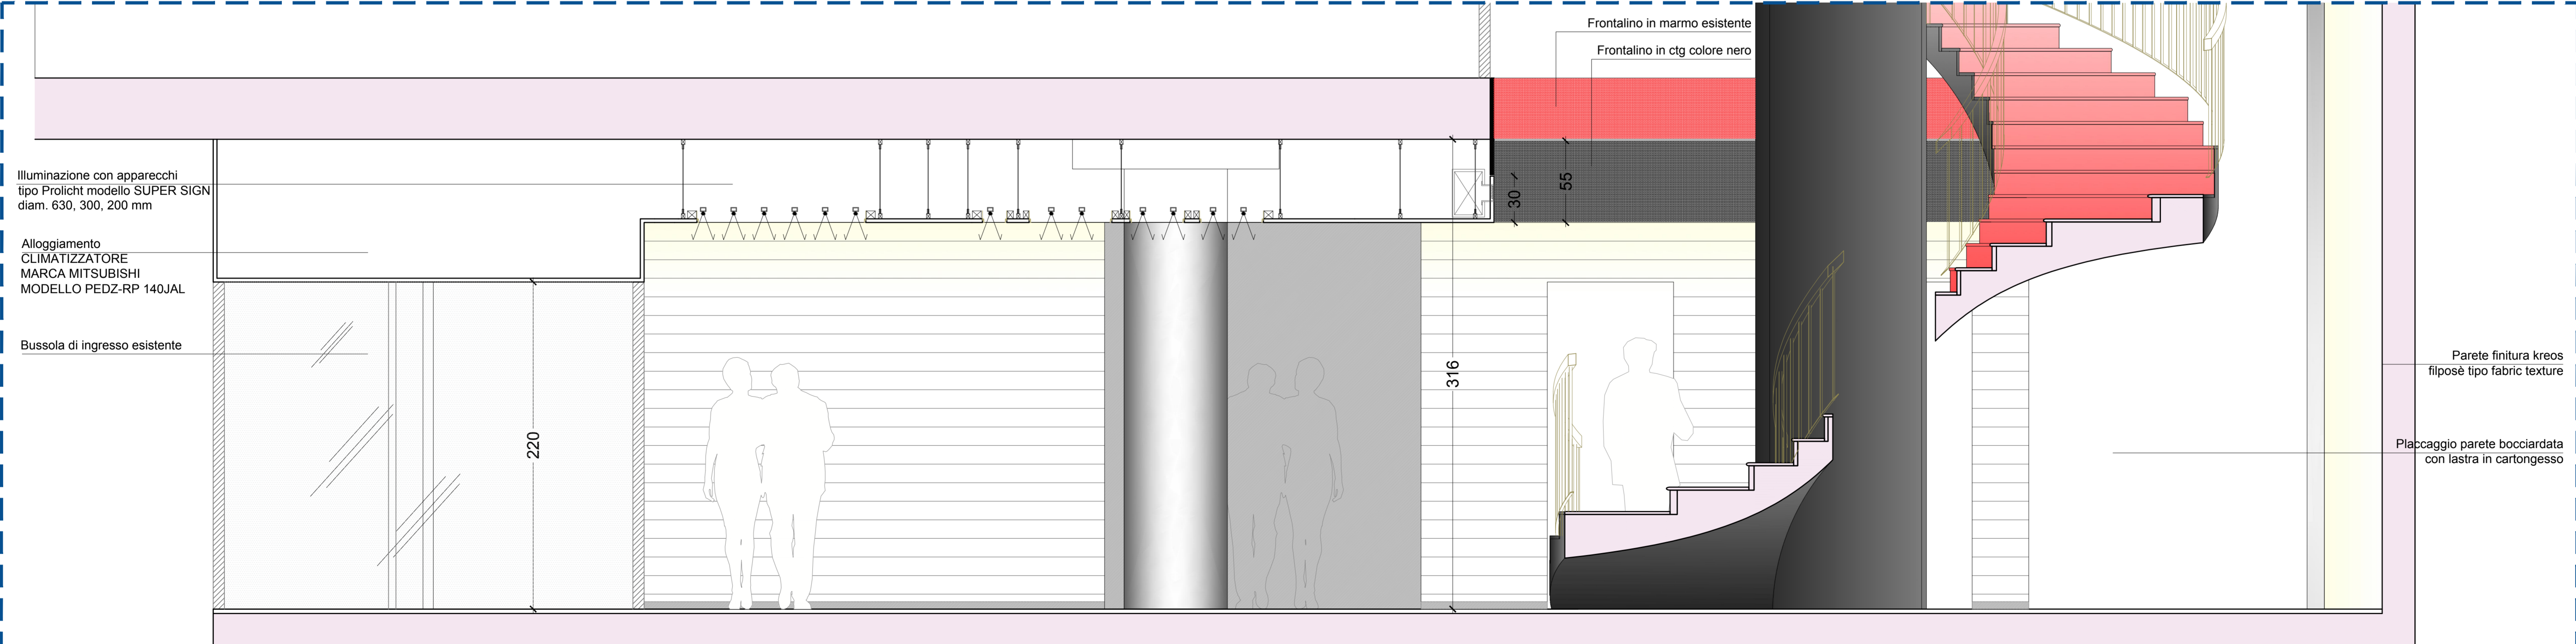 Frontalino in marmo esistente
Frontalino in ctg colore nero
Illuminazione con apparecchi
tipo Prolicht modello SUPER SIGN
diam. 630, 300, 200 mm
Alloggiamento
CLIMATIZZATORE
MARCA MITSUBISHI
MODELLO PEDZ-RP 140JAL
Bussola di ingresso esistente
220
316
30
55
Parete finitura kreos
filposè tipo fabric texture
Placcaggio parete bocciardata
con lastra in cartongesso